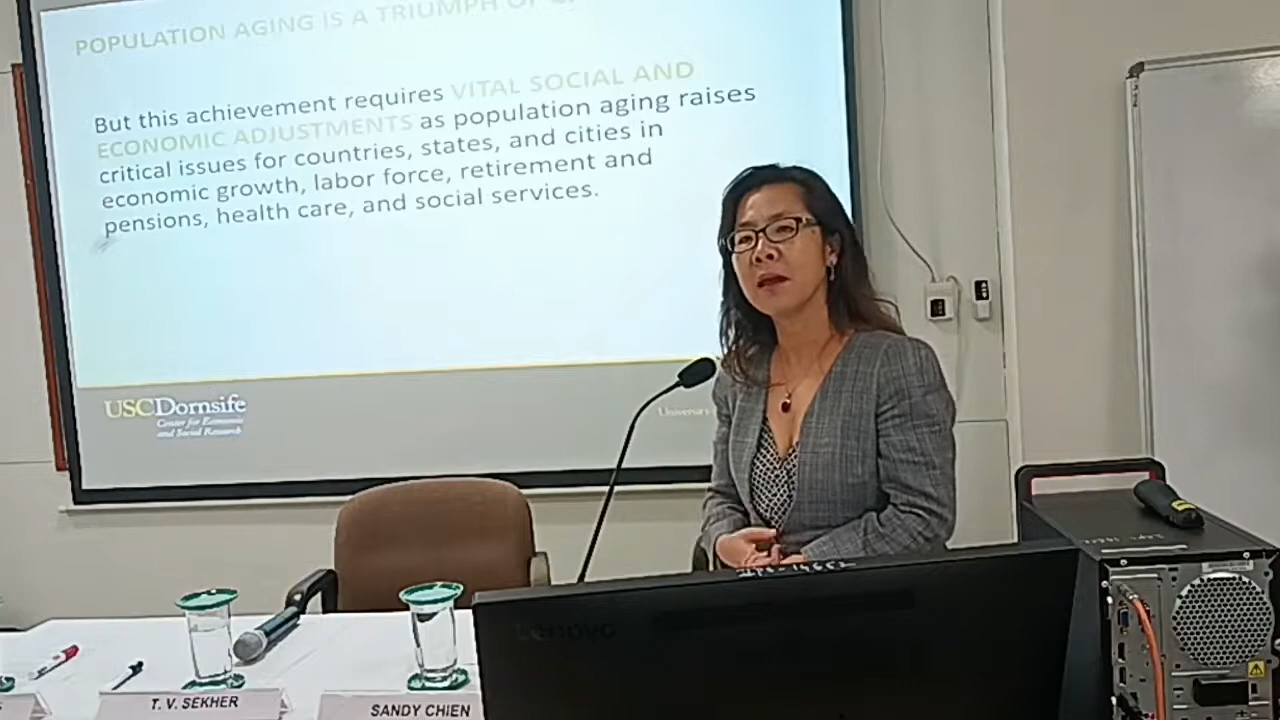 POPULATION AGING IS A TRIUMPH OF
But this achievement requires VITAL SOCIAL AND
ECONOMIC ADJUSTMENTS as population aging raises
critical issues for countries, states, and cities in
economic growth, labor force, retirement and
pensions, health care, and social services.
USCDornsife
Center for Economic
and Social Research
Lenovo
T. V. SEKHER
SANDY CHIEN